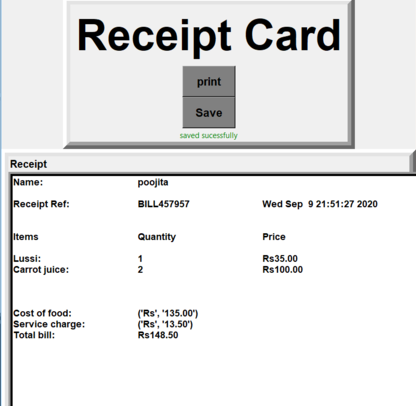 Receipt Card
print
Save
saved sucessfully
Receipt
Name: poojita
Receipt Ref: BILL457957 Wed Sep 9 21:51:27 2020
Items Quantity Price
Lussi: 1 Rs35.00
Carrot juice: 2 Rs100.00
Cost of food: ('Rs', '135.00')
Service charge: ('Rs', '13.50')
Total bill: Rs148.50